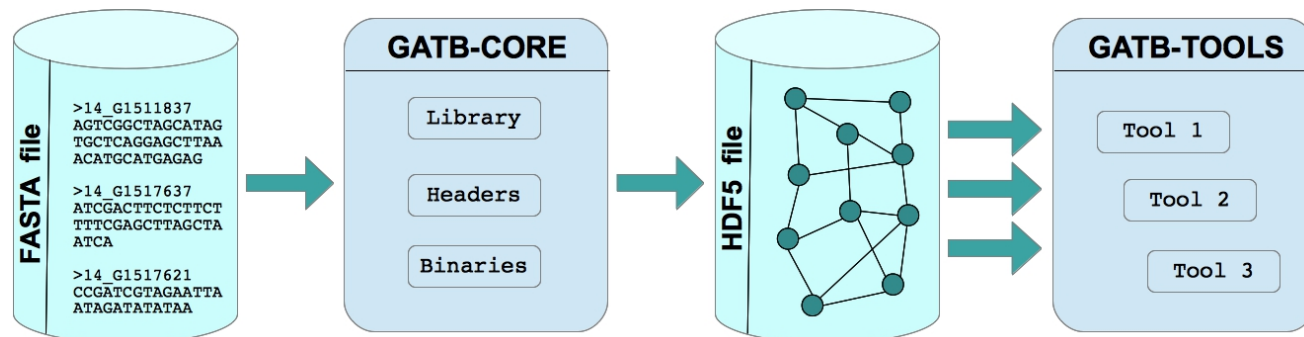 FASTA file
>14_G1511837
AGTCGGCTAGCATAG
TGCTCAGGAGCTTAA
ACATGCATGAGAG
>14_G1517637
ATCGACTTCTCTTCT
TTTCGAGCTTAGCTA
ATCA
>14_G1517621
CCGATCGTAGAATTA
ATAGATATATAA
GATB-CORE
Library
Headers
Binaries
HDF5 file
GATB-TOOLS
Tool 1
Tool 2
Tool 3